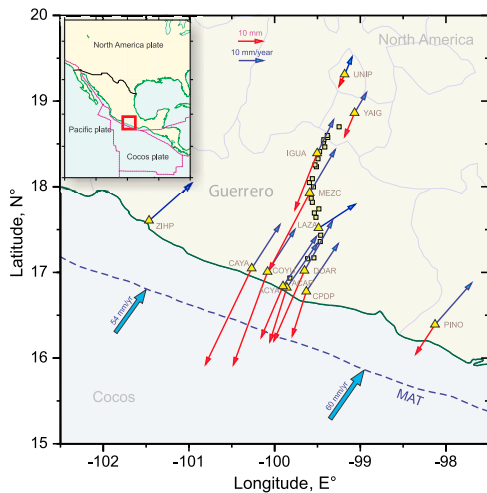 North America plate
Pacific plate
Cocos plate
10 mm
10 mm/year
North America
UNIP
YAIG
IGUA
MEZC
Guerrero
LAZA
ZIHP
CAYA
COYU
DOAR
ACYA
ACAP
CPDP
PINO
54 mm/yr
60 mm/yr
MAT
Cocos
Latitude, N°
20
19
18
17
16
15
-102
-101
-100
-99
-98
Longitude, E°